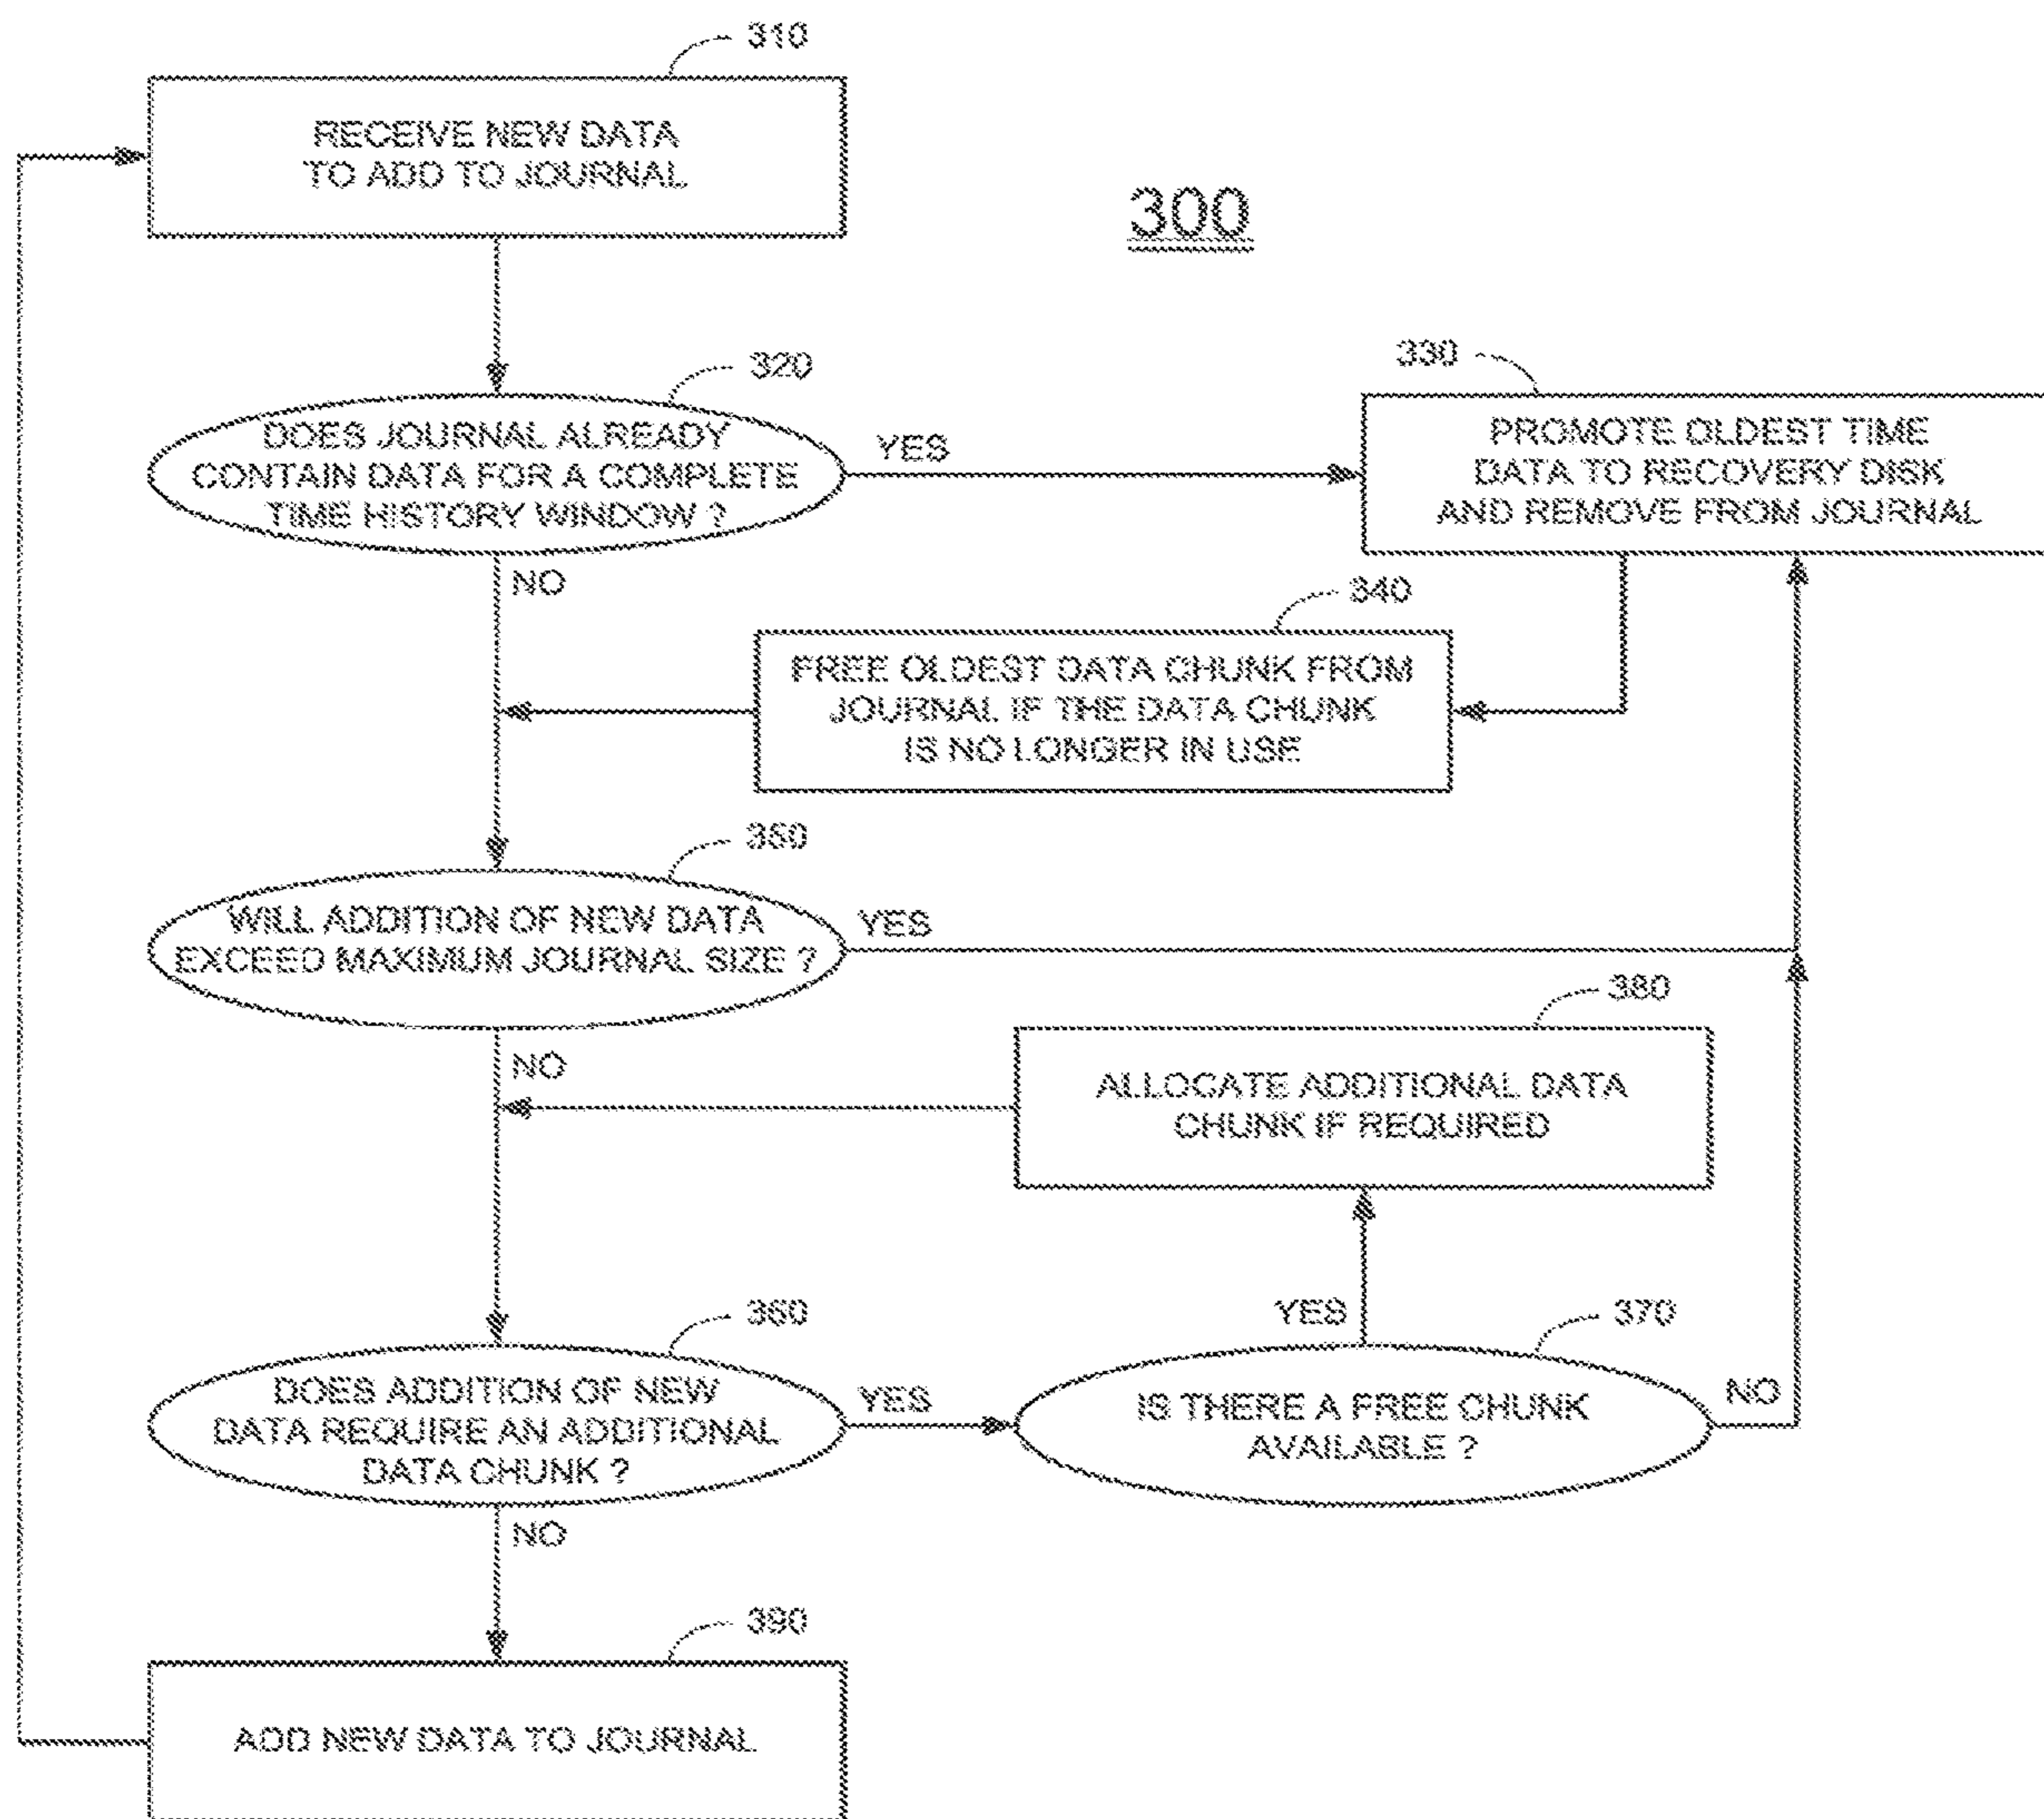 310
RECEIVE NEW DATA
TO ADD TO JOURNAL
300
320
DOES JOURNAL ALREADY
CONTAIN DATA FOR A COMPLETE
TIME HISTORY WINDOW ?
YES
NO
330
PROMOTE OLDEST TIME
DATA TO RECOVERY DISK
AND REMOVE FROM JOURNAL
340
FREE OLDEST DATA CHUNK FROM
JOURNAL IF THE DATA CHUNK
IS NO LONGER IN USE
350
WILL ADDITION OF NEW DATA
EXCEED MAXIMUM JOURNAL SIZE ?
YES
NO
380
ALLOCATE ADDITIONAL DATA
CHUNK IF REQUIRED
360
DOES ADDITION OF NEW
DATA REQUIRE AN ADDITIONAL
DATA CHUNK ?
YES
NO
370
IS THERE A FREE CHUNK
AVAILABLE ?
YES
NO
390
ADD NEW DATA TO JOURNAL